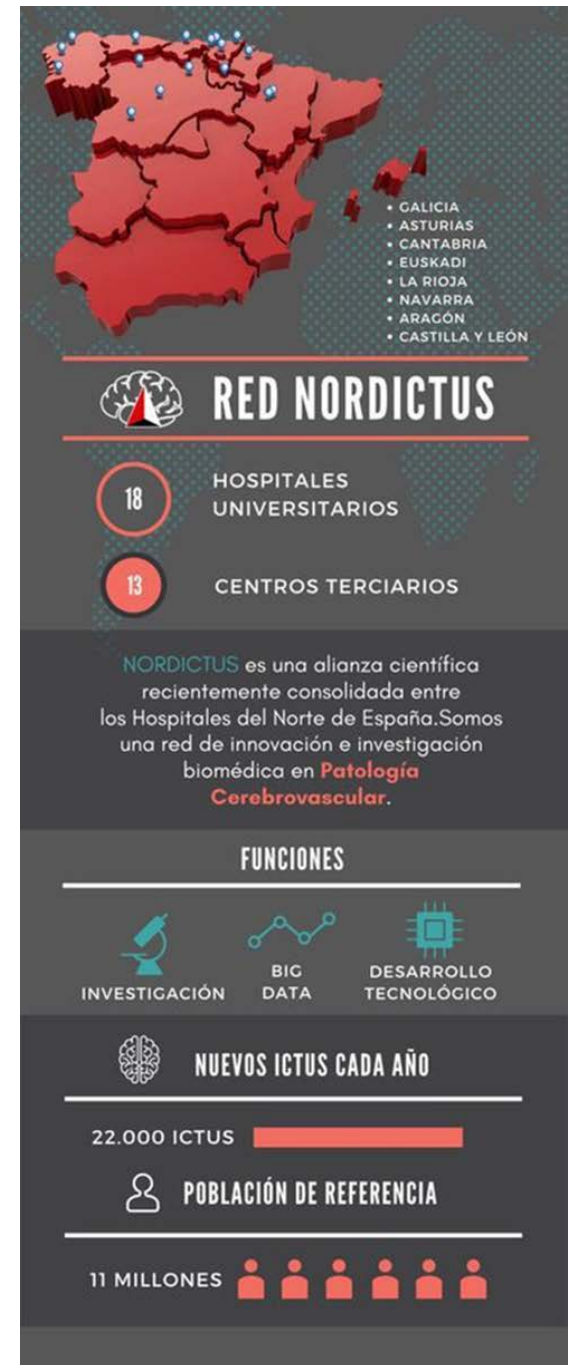 • GALICIA
• ASTURIAS
• CANTABRIA
• EUSKADI
• LA RIOJA
• NAVARRA
• ARAGÓN
• CASTILLA Y LEÓN
RED NORDICTUS
18
HOSPITALES
UNIVERSITARIOS
13
CENTROS TERCIARIOS
NORDICTUS es una alianza científica
recientemente consolidada entre
los Hospitales del Norte de España.Somos
una red de innovación e investigación
biomédica en Patología
Cerebrovascular.
FUNCIONES
INVESTIGACIÓN
BIG
DATA
DESARROLLO
TECNOLÓGICO
NUEVOS ICTUS CADA AÑO
22.000 ICTUS
POBLACIÓN DE REFERENCIA
11 MILLONES